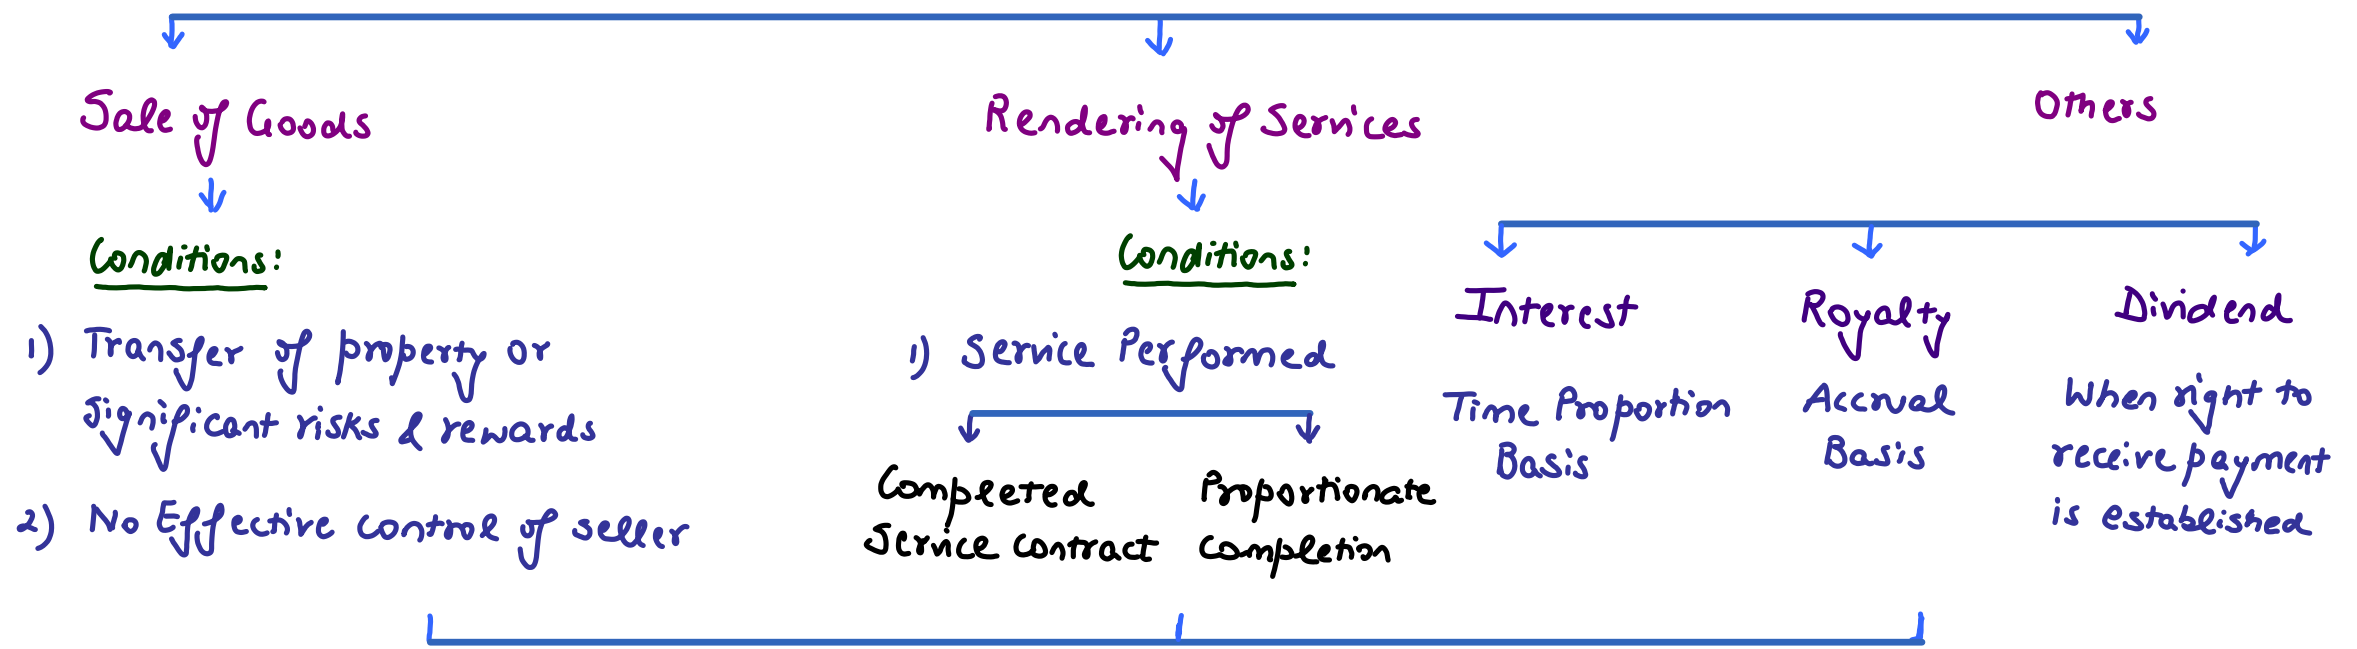 Sale of Goods
Conditions:
1) Transfer of property or
significant risks & rewards
2) No Effective control of seller
Rendering of Services
Conditions:
1) Service Performed
Completed
Service contract
Proportionate
completion
Others
Interest
Time Proportion
Basis
Royalty
Accrual
Basis
Dividend
When right to
receive payment
is established